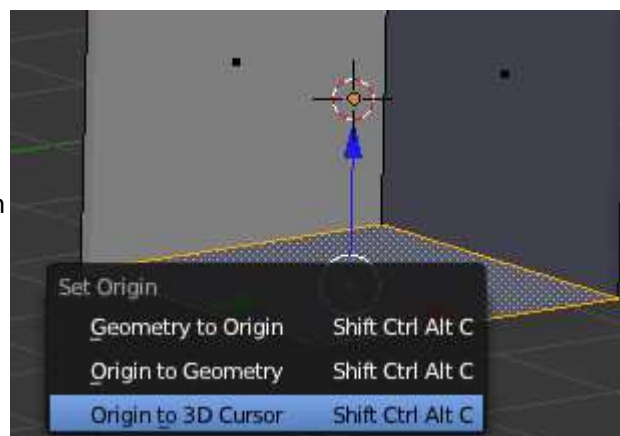 n
Set Origin
Geometry to Origin Shift Ctrl Alt C
Origin to Geometry Shift Ctrl Alt C
Origin to 3D Cursor Shift Ctrl Alt C